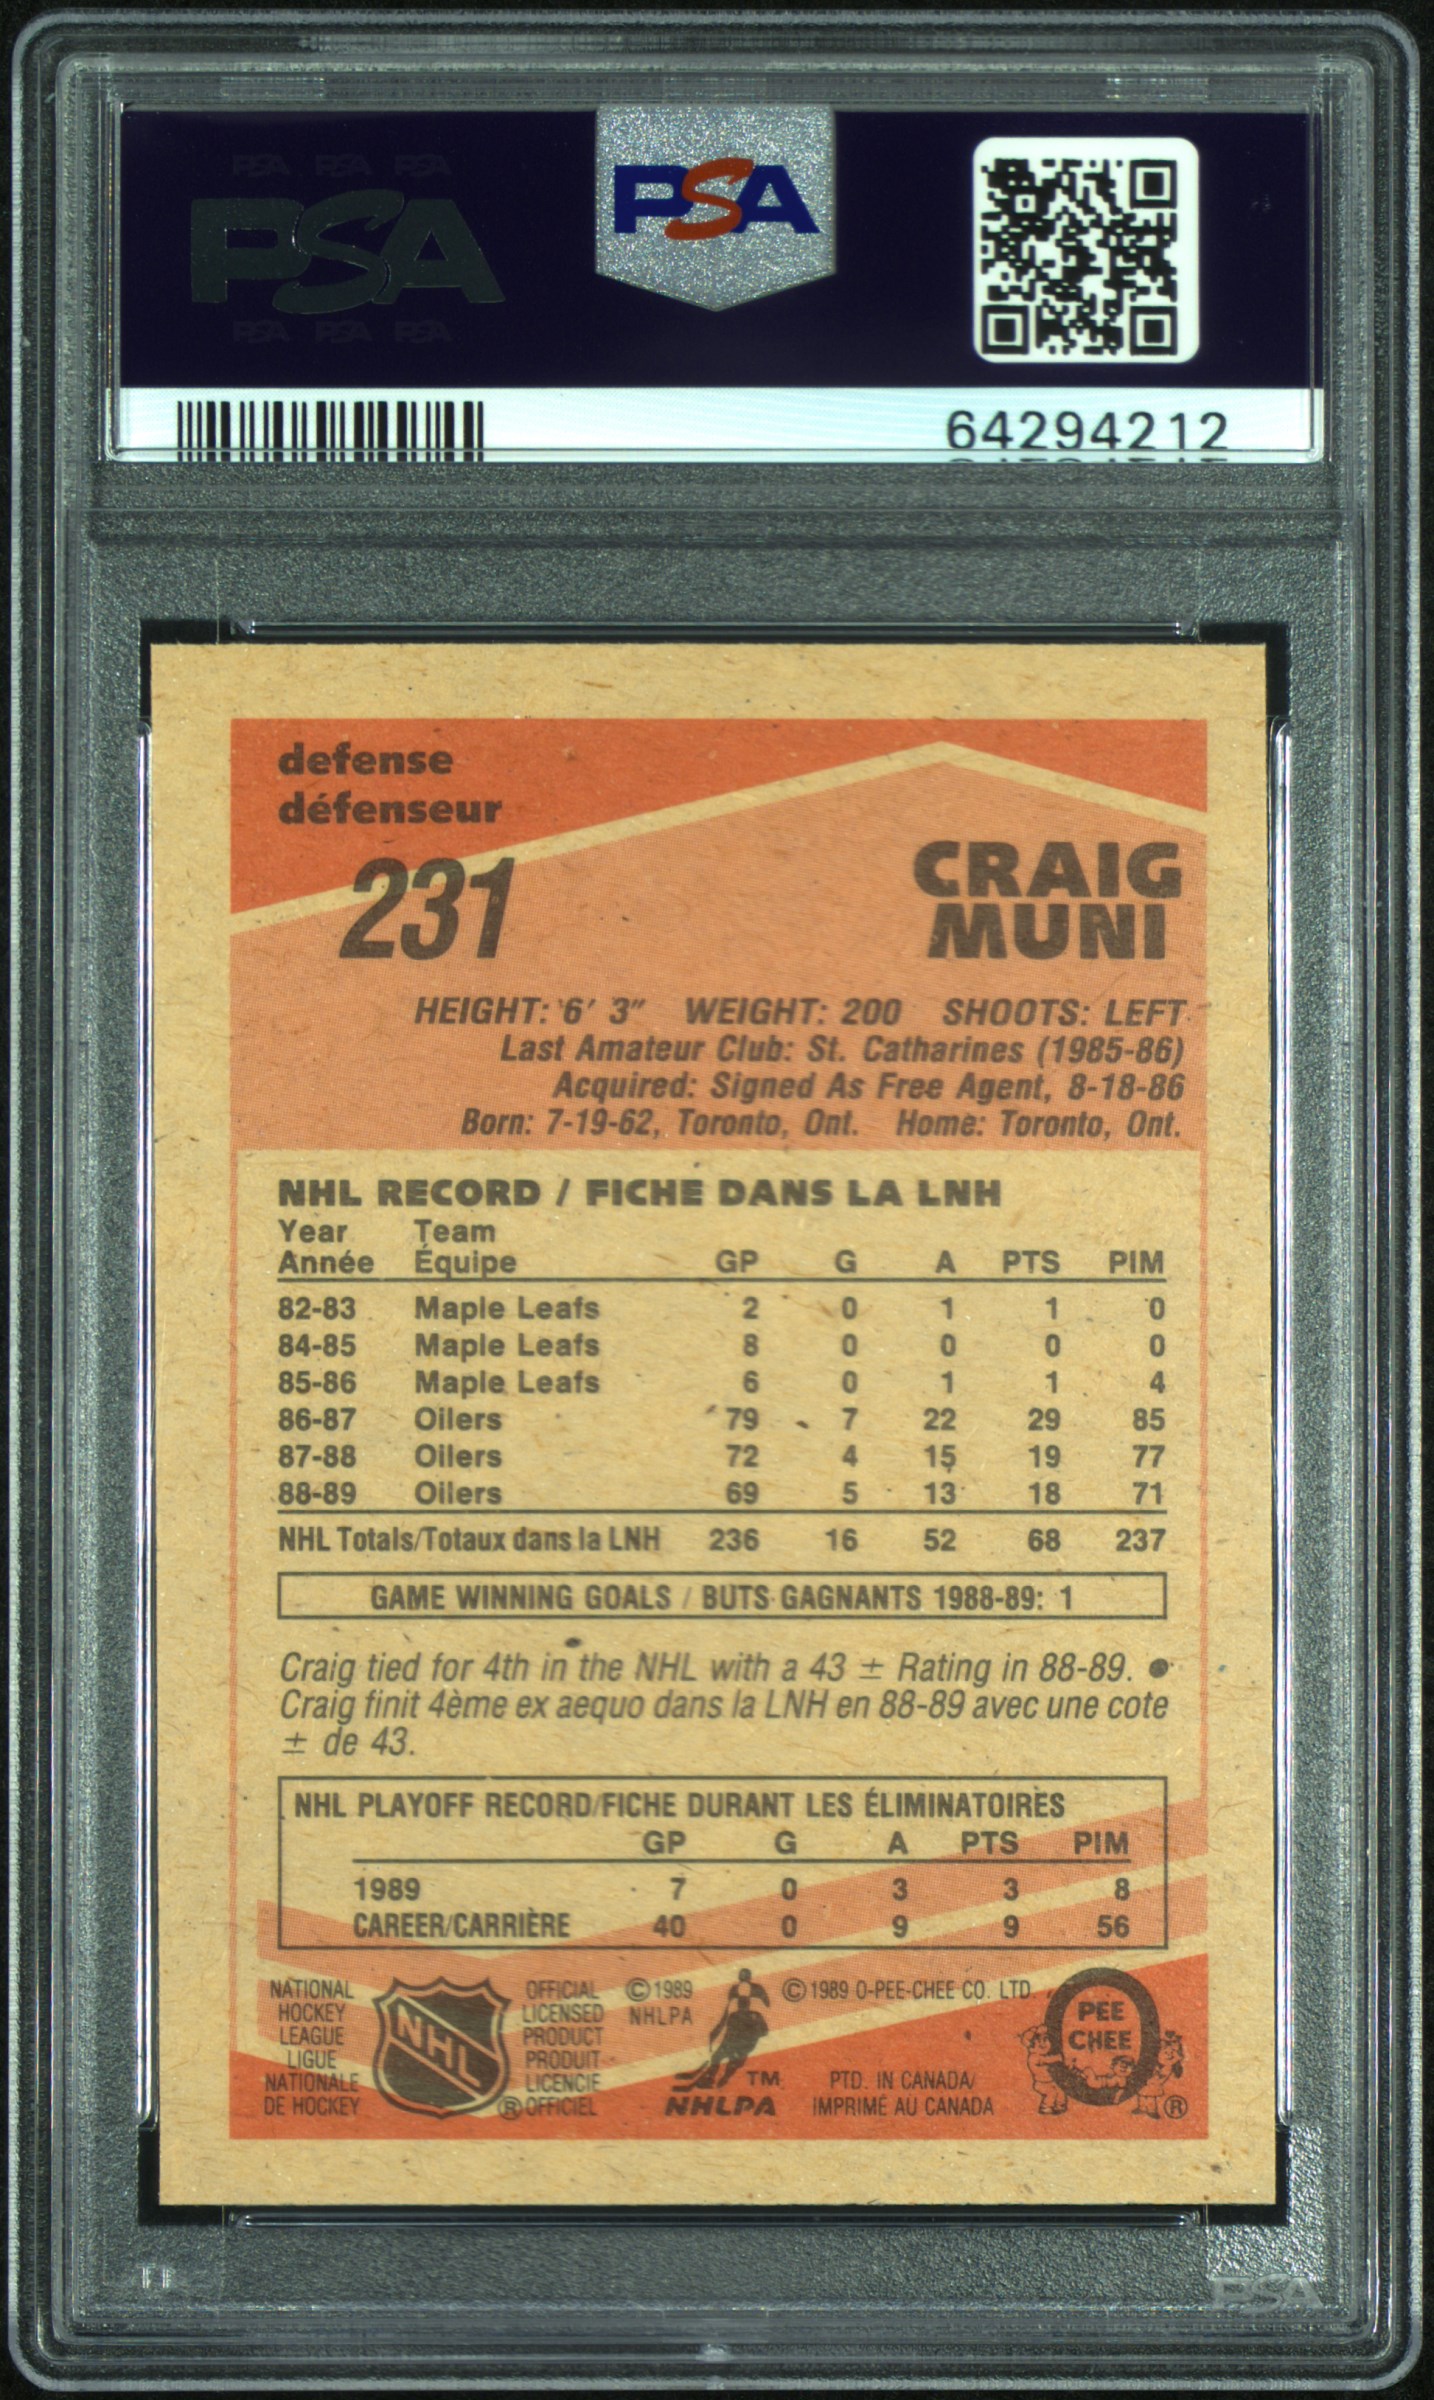 PSA PSA PSA
PSA
PSA PSA PSA
PSA
64294212
defense
défenseur
231
CRAIG
MUNI
HEIGHT: 6' 3" WEIGHT: 200 SHOOTS: LEFT
Last Amateur Club: St. Catharines (1985-86)
Acquired: Signed As Free Agent, 8-18-86
Born: 7-19-62, Toronto, Ont. Home: Toronto, Ont.
NHL RECORD / FICHE DANS LA LNH
Year Team
Année Équipe GP G A PTS PIM
82-83 Maple Leafs 2 0 1 1 0
84-85 Maple Leafs 8 0 0 0 0
85-86 Maple Leafs 6 0 1 1 4
86-87 Oilers 79 7 22 29 85
87-88 Oilers 72 4 15 19 77
88-89 Oilers 69 5 13 18 71
NHL Totals/Totaux dans la LNH 236 16 52 68 237
GAME WINNING GOALS / BUTS GAGNANTS 1988-89: 1
Craig tied for 4th in the NHL with a 43 ± Rating in 88-89. ●
Craig finit 4ème ex aequo dans la LNH en 88-89 avec une cote
± de 43.
NHL PLAYOFF RECORD/FICHE DURANT LES ÉLIMINATOIRES
GP G A PTS PIM
1989 7 0 3 3 8
CAREER/CARRIÈRE 40 0 9 9 56
NATIONAL
HOCKEY
LEAGUE
LIGUE
NATIONALE
DE HOCKEY
NHL
OFFICIAL
LICENSED
PRODUCT
PRODUIT
LICENCIE
® OFFICIEL
©1989
NHLPA
TM
NHLPA
©1989 O-PEE-CHEE CO. LTD.
PTD. IN CANADA/
IMPRIMÉ AU CANADA
O
PEE
CHEE
®
PSA